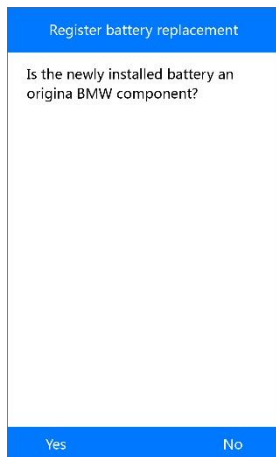 Register battery replacement
Is the newly installed battery an
origina BMW component?
Yes
No